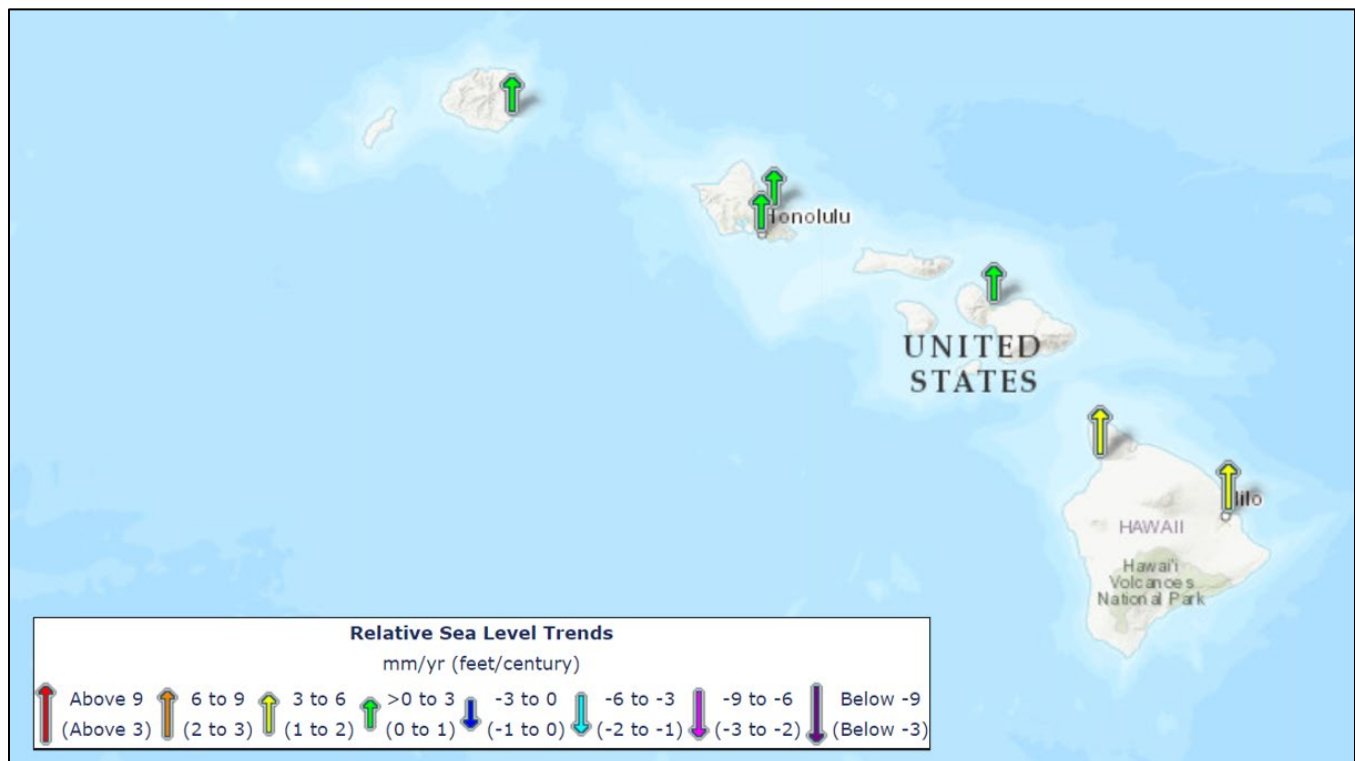 Honolulu
UNITED
STATES
Hilo
HAWAII
Hawai'i
Volcanoes
National Park
Relative Sea Level Trends
mm/yr (feet/century)
Above 9 6 to 9 3 to 6 >0 to 3 -3 to 0 -6 to -3 -9 to -6 Below -9
(Above 3) (2 to 3) (1 to 2) (0 to 1) (-1 to 0) (-2 to -1) (-3 to -2) (Below -3)